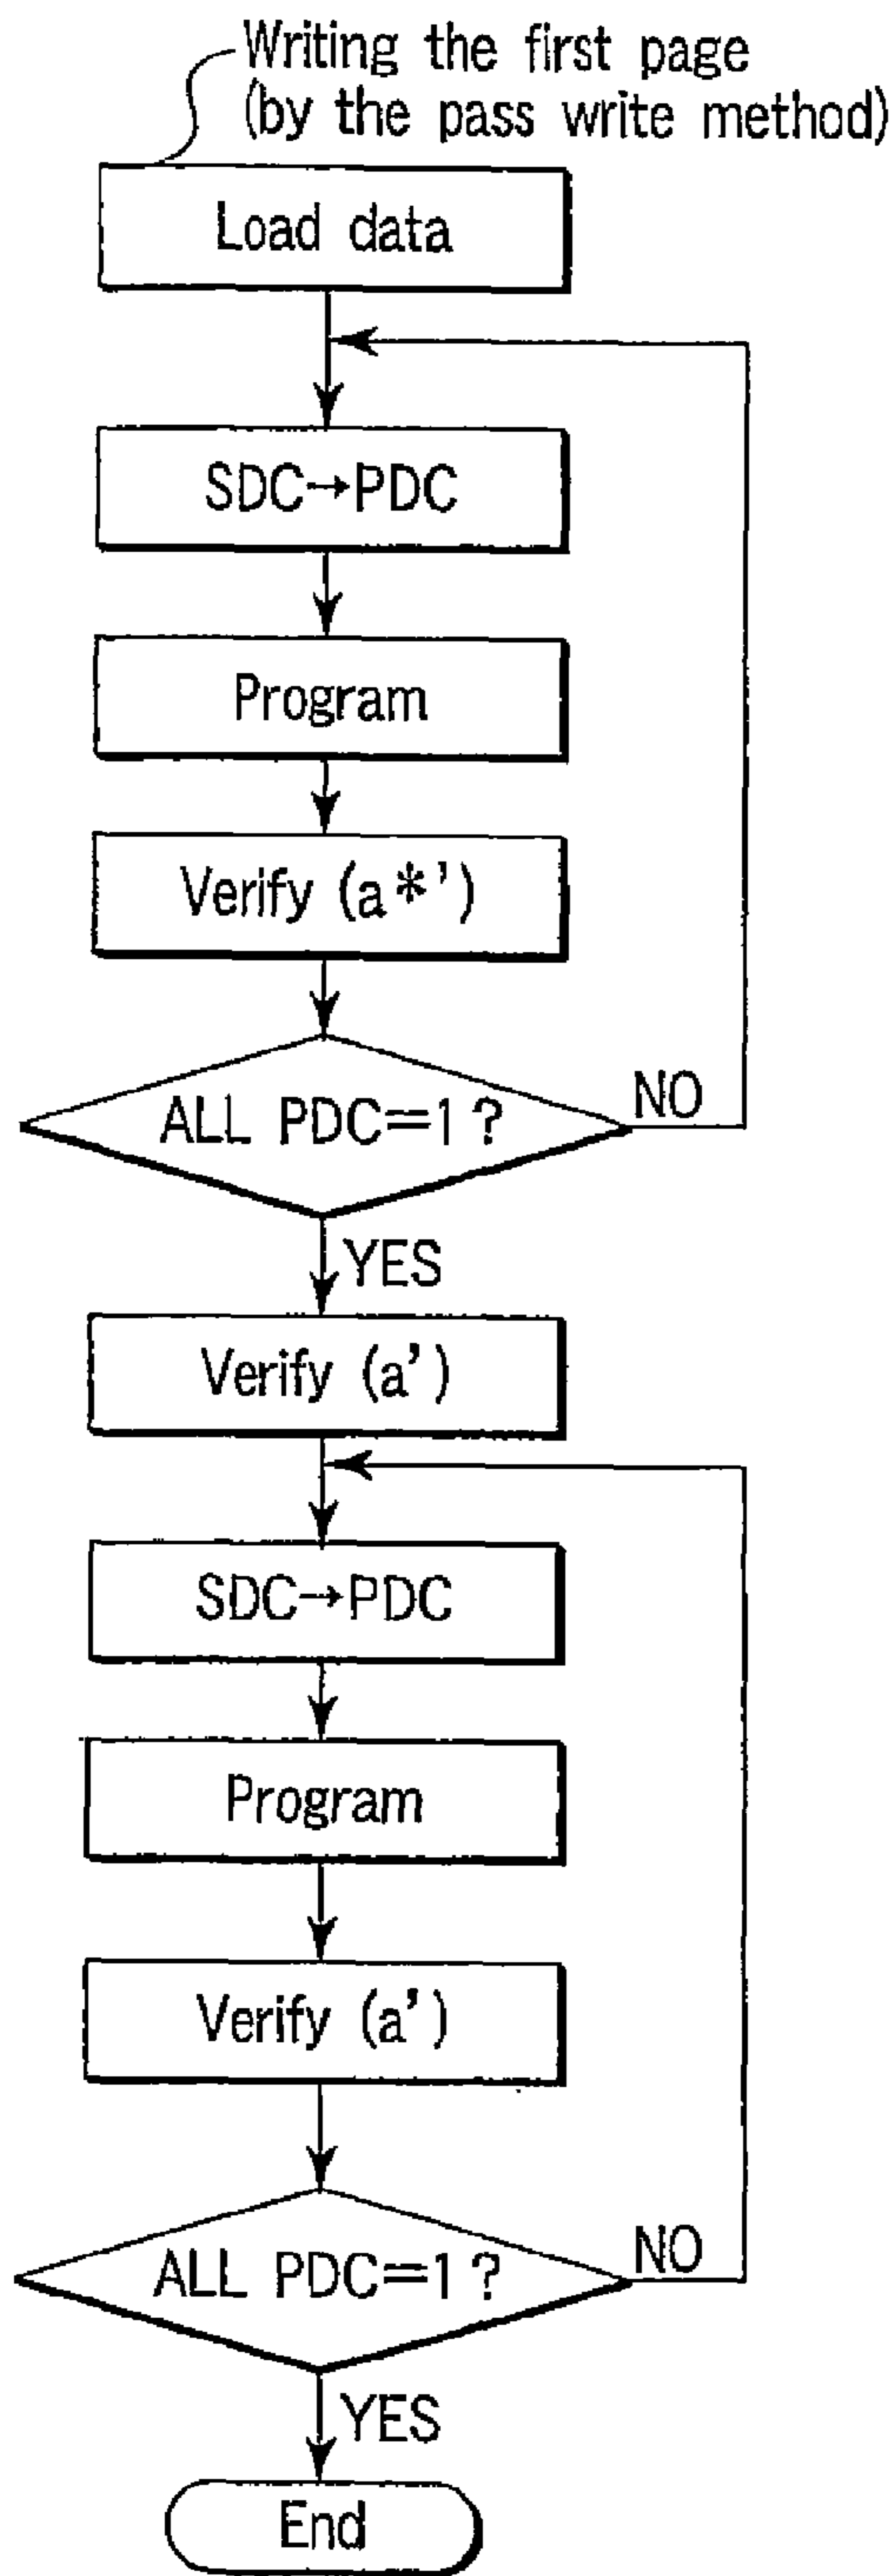 Writing the first page
(by the pass write method)
Load data
SDC→PDC
Program
Verify (a*')
ALL PDC=1?
NO
YES
Verify (a')
SDC→PDC
Program
Verify (a')
ALL PDC=1?
NO
YES
End